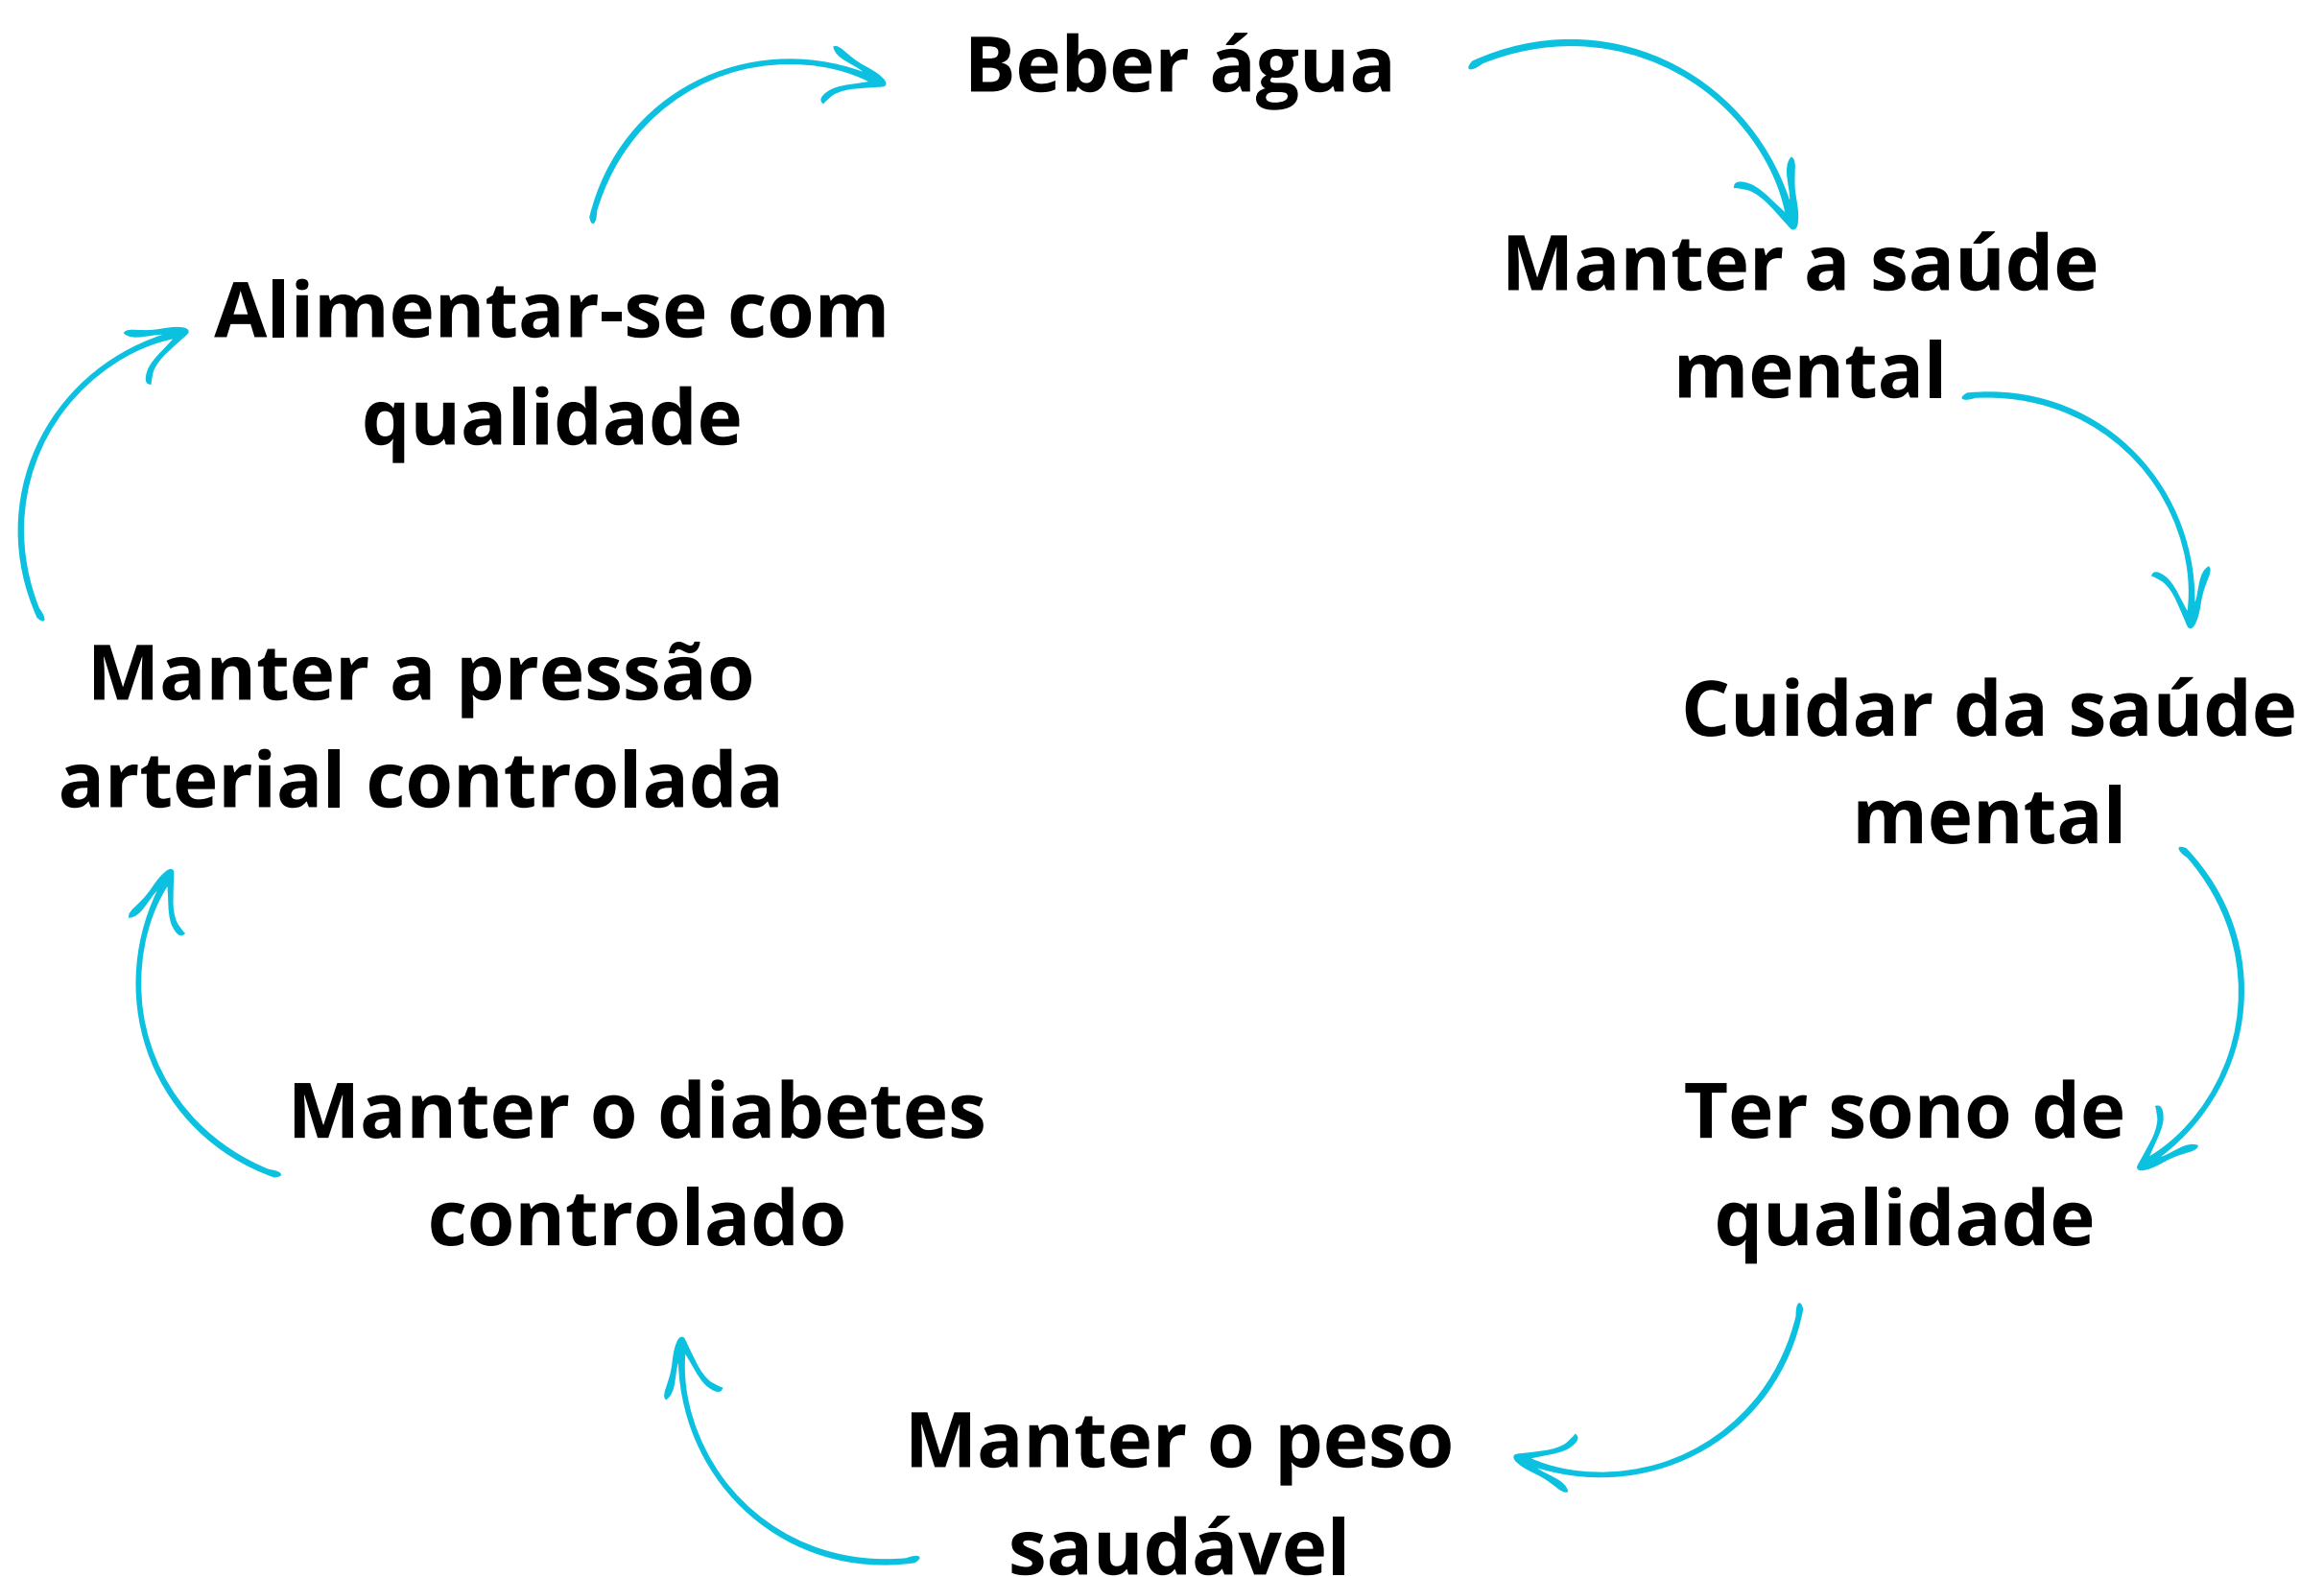 Beber água
Manter a saúde
mental
Cuidar da saúde
mental
Ter sono de
qualidade
Manter o peso
saudável
Manter o diabetes
controlado
Manter a pressão
arterial controlada
Alimentar-se com
qualidade